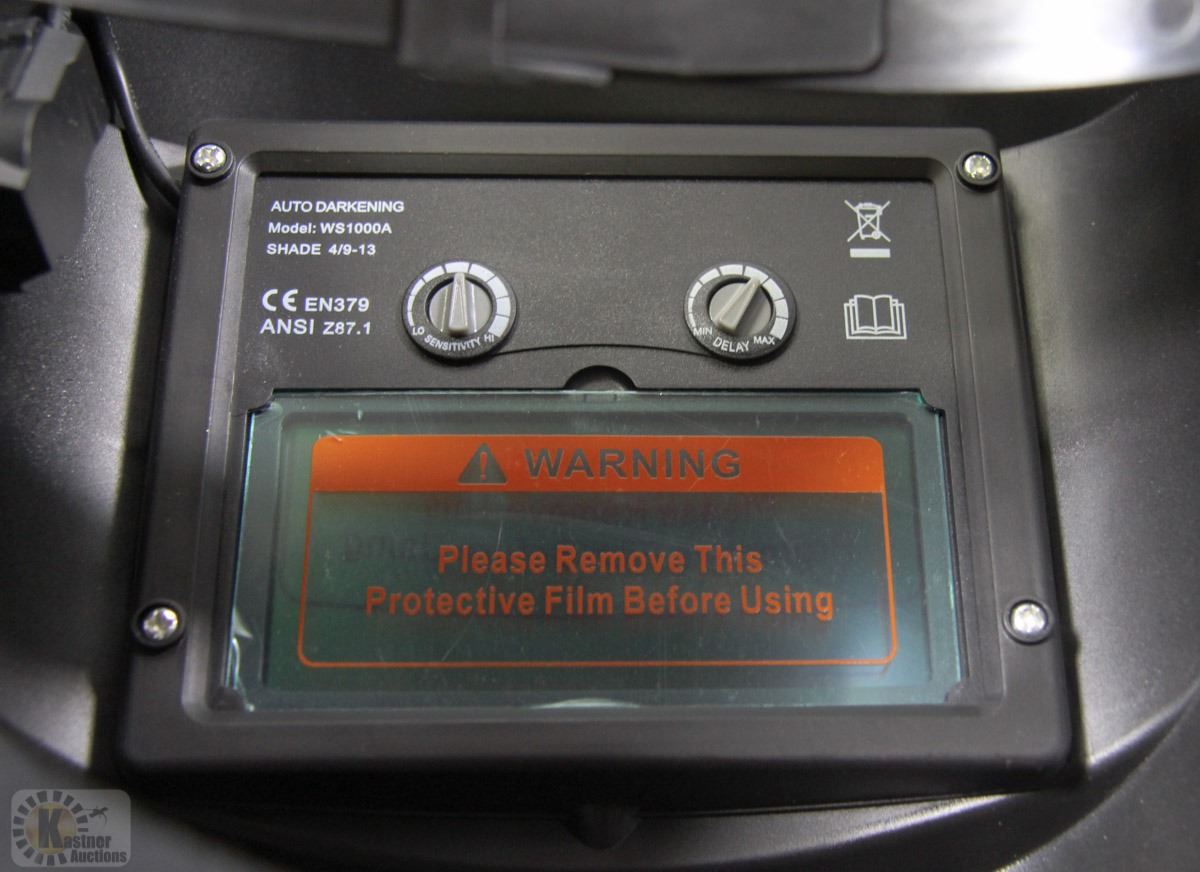 AUTO DARKENING
Model: WS1000A
SHADE 4/9-13
CE EN379
ANSI Z87.1
LO SENSITIVITY HI
MIN DELAY MAX
WARNING
Please Remove This
Protective Film Before Using
Kastner
Auctions